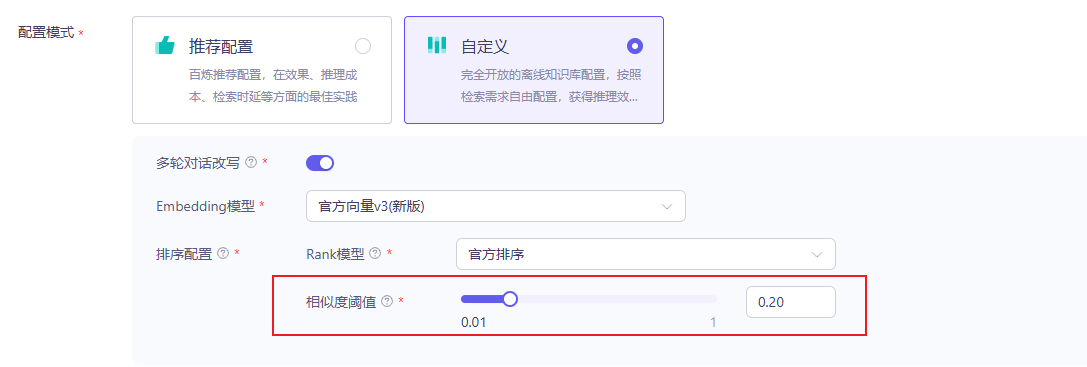 配置模式 *
推荐配置
百炼推荐配置，在效果、推理成
本、检索时延等方面的最佳实践
自定义
完全开放的离线知识库配置，按照
检索需求自由配置，获得推理效...
多轮对话改写 ? *
Embedding模型 *
官方向量v3(新版)
排序配置 ? *
Rank模型 ? *
官方排序
相似度阈值 ? *
0.01
1
0.20